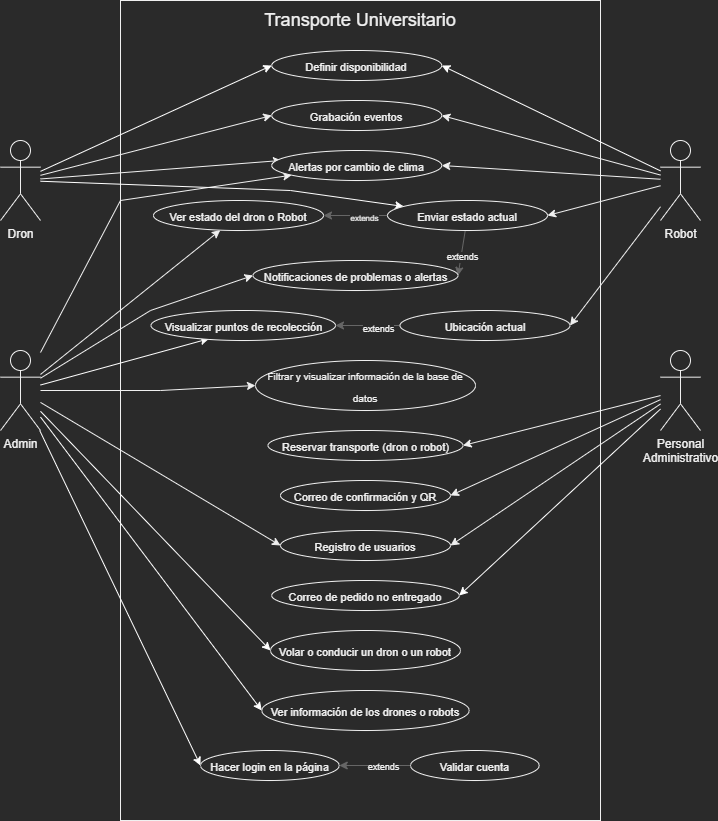 Transporte Universitario
Definir disponibilidad
Grabación eventos
Alertas por cambio de clima
Dron
Robot
Ver estado del dron o Robot
extends
Enviar estado actual
extends
Notificaciones de problemas o alertas
Visualizar puntos de recolección
extends
Ubicación actual
Filtrar y visualizar información de la base de
datos
Admin
Personal
Administrativo
Reservar transporte (dron o robot)
Correo de confirmación y QR
Registro de usuarios
Correo de pedido no entregado
Volar o conducir un dron o un robot
Ver información de los drones o robots
Hacer login en la página
extends
Validar cuenta